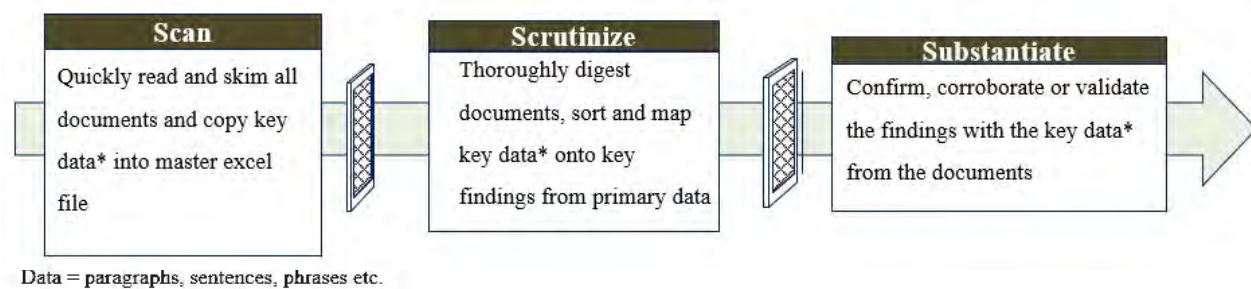 Scan
Quickly read and skim all
documents and copy key
data* into master excel
file
Scrutinize
Thoroughly digest
documents, sort and map
key data* onto key
findings from primary data
Substantiate
Confirm, corroborate or validate
the findings with the key data*
from the documents
Data = paragraphs, sentences, phrases etc.